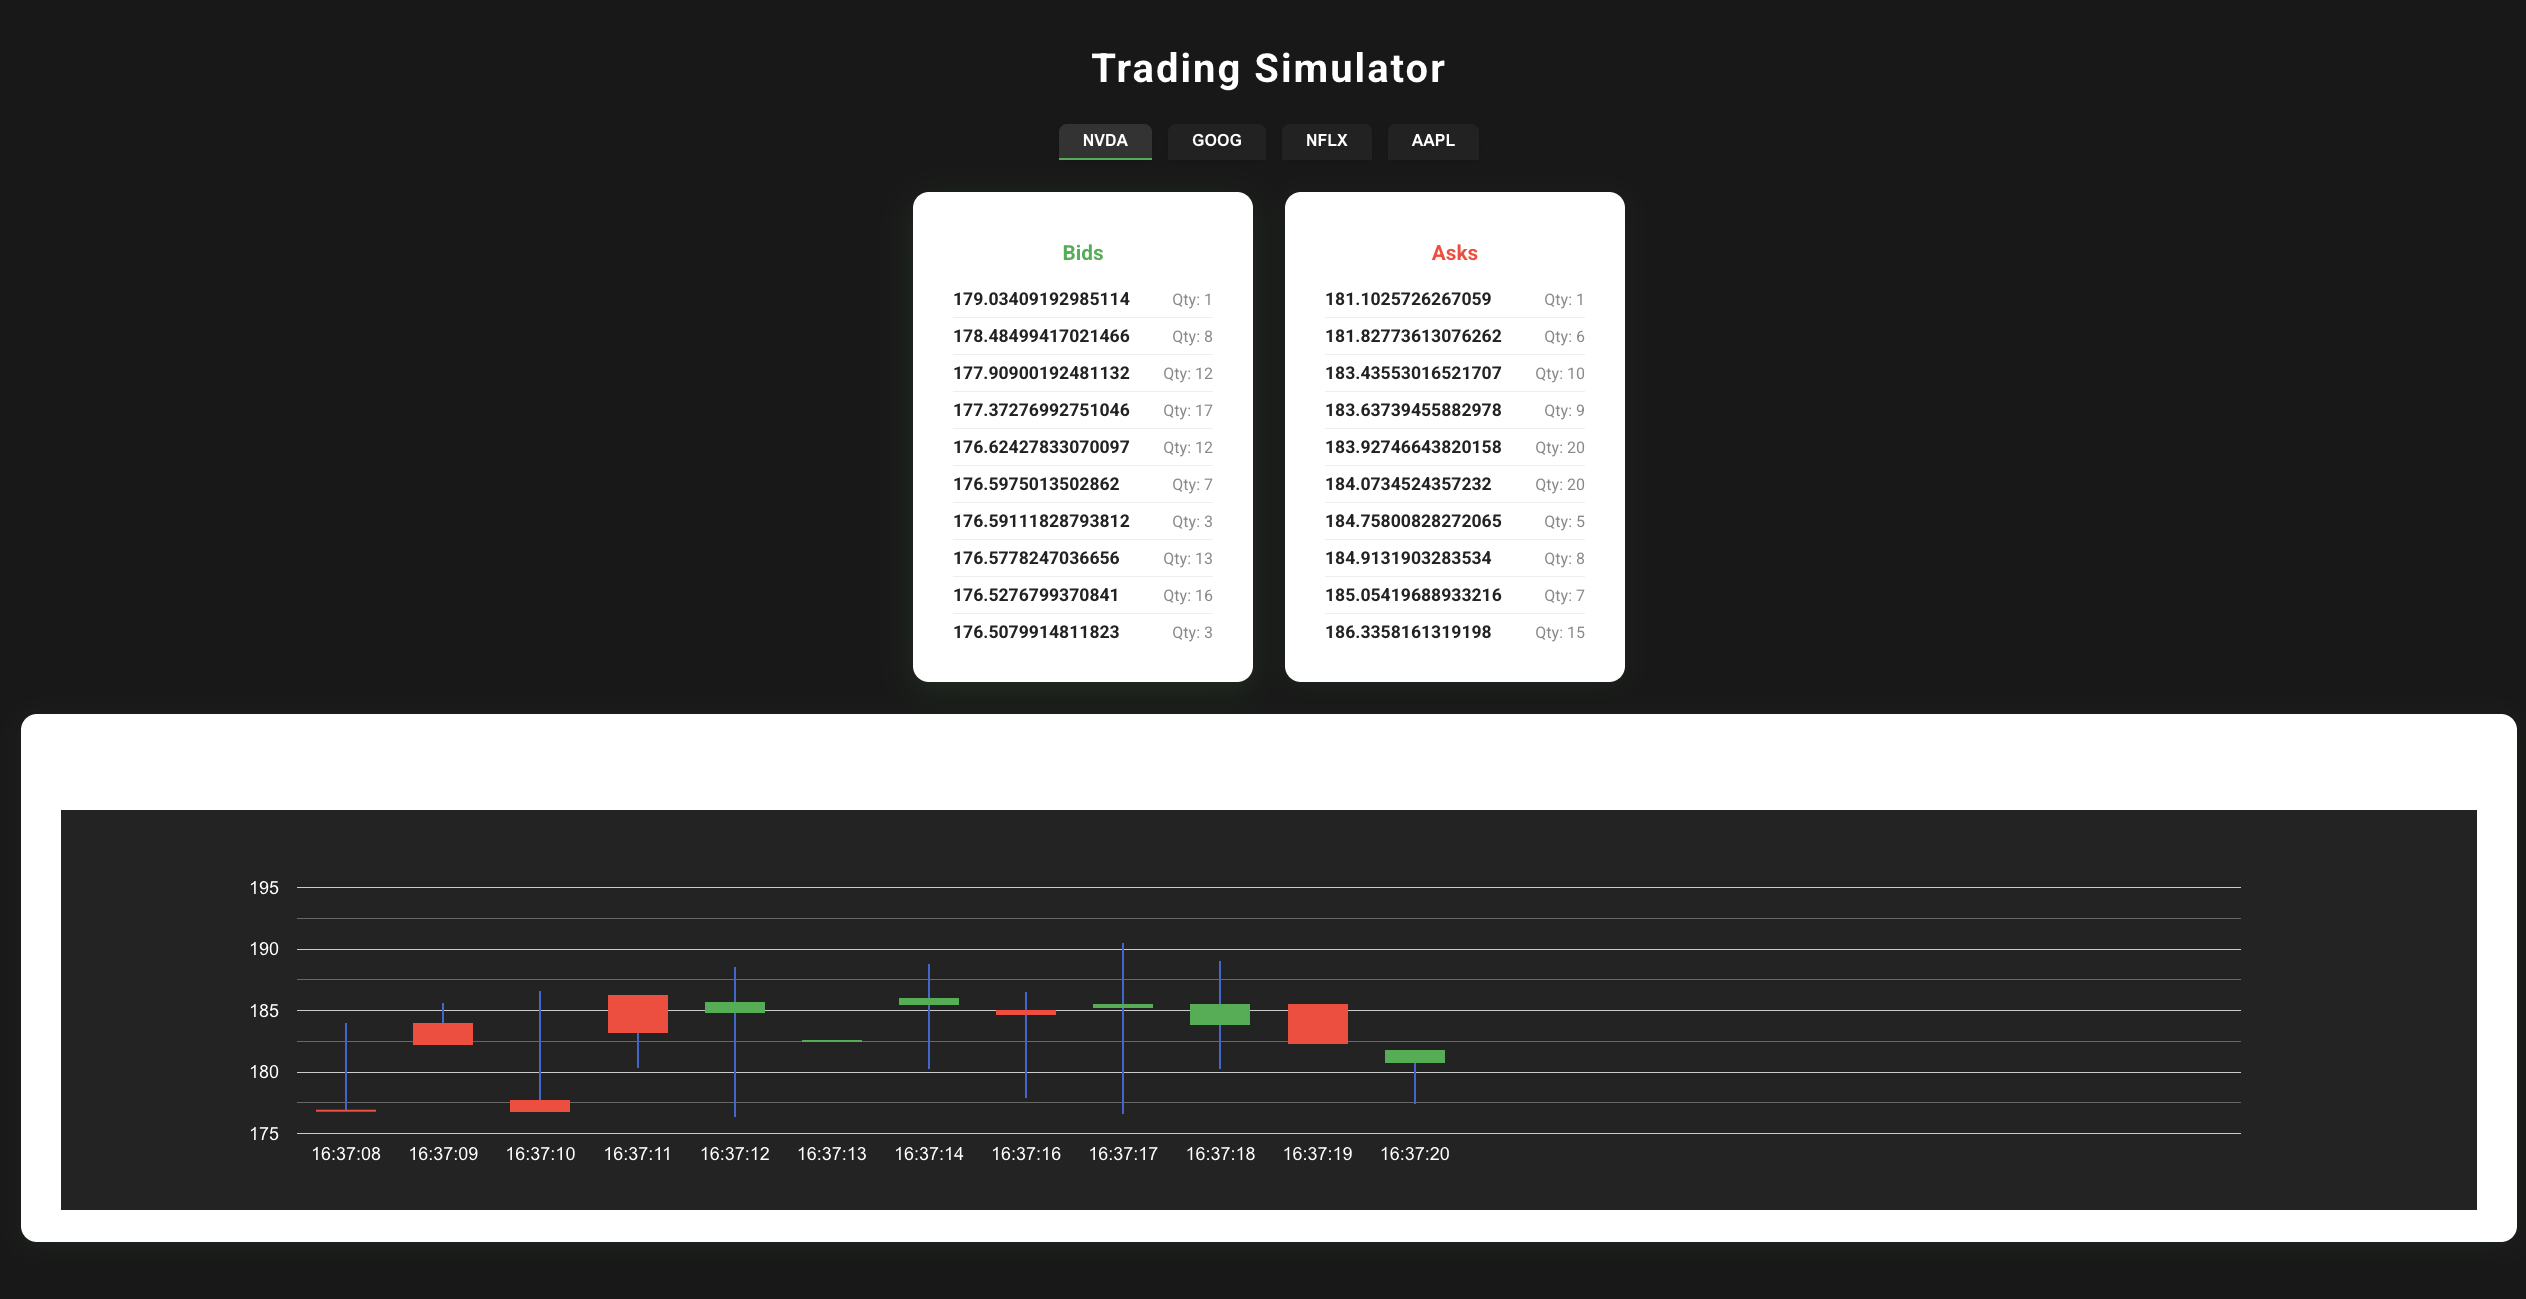 Trading Simulator
NVDA GOOG NFLX AAPL
Bids
179.03409192985114 Qty: 1
178.48499417021466 Qty: 8
177.90900192481132 Qty: 12
177.37276992751046 Qty: 17
176.62427833070097 Qty: 12
176.5975013502862 Qty: 7
176.59111828793812 Qty: 3
176.5778247036656 Qty: 13
176.5276799370841 Qty: 16
176.5079914811823 Qty: 3
Asks
181.1025726267059 Qty: 1
181.82773613076262 Qty: 6
183.43553016521707 Qty: 10
183.63739455882978 Qty: 9
183.92746643820158 Qty: 20
184.0734524357232 Qty: 20
184.75800828272065 Qty: 5
184.9131903283534 Qty: 8
185.05419688933216 Qty: 7
186.3358161319198 Qty: 15
195
190
185
180
175
16:37:08 16:37:09 16:37:10 16:37:11 16:37:12 16:37:13 16:37:14 16:37:16 16:37:17 16:37:18 16:37:19 16:37:20